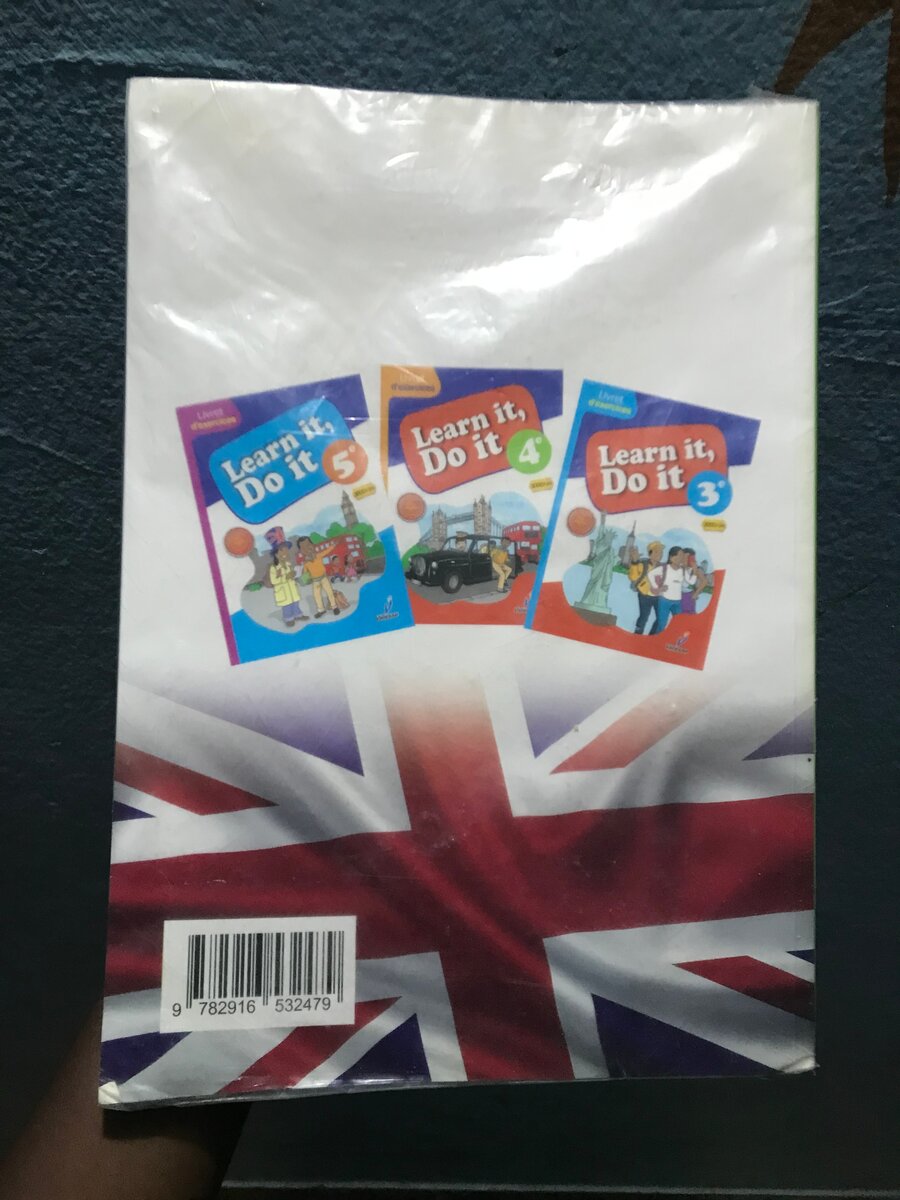 Livret
d'exercices
Learn it,
Do it
5e
d'exercices
Learn it,
Do it
4e
Livret
d'exercices
Learn it,
Do it
3e
9 782916 532479